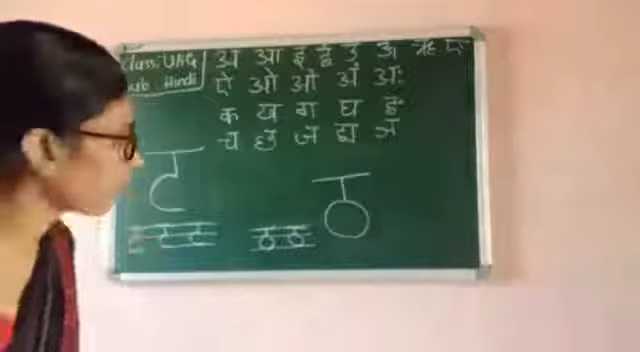 Class: UKG
Sub Hindi
अ आ इ ई उ ऊ ऋ ए
ऐ ओ औ अं अः
क ख ग घ ङ
च छ ज झ ञ
ट
ठ
ट ट
ठ ठ